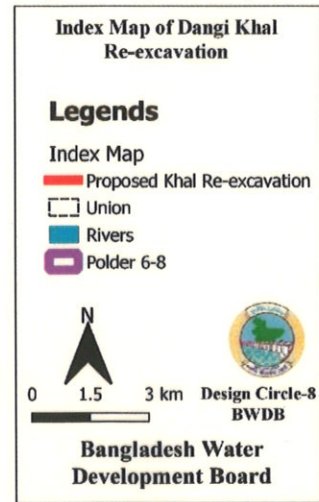 Index Map of Dangi Khal
Re-excavation
Legends
Index Map
Proposed Khal Re-excavation
Union
Rivers
Polder 6-8
N
0 1.5 3 km
Design Circle-8
BWDB
Bangladesh Water
Development Board